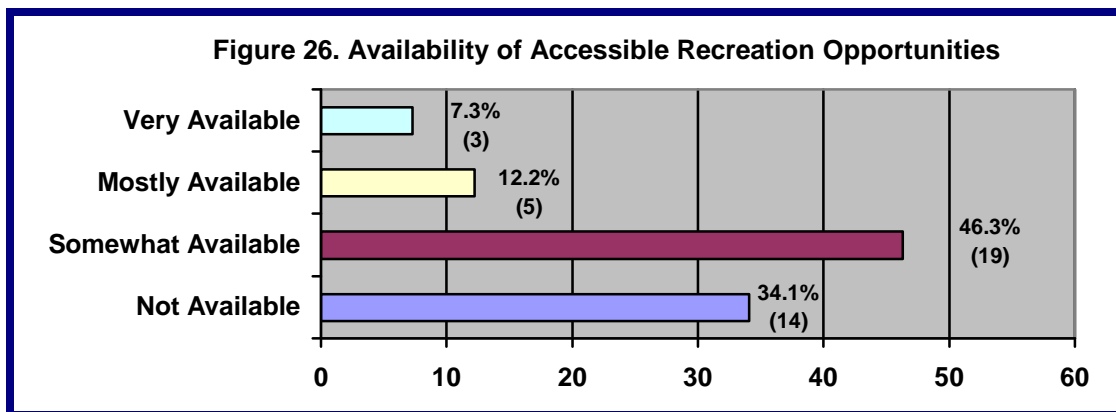 Figure 26. Availability of Accessible Recreation Opportunities
Very Available
7.3%
(3)
Mostly Available
12.2%
(5)
Somewhat Available
46.3%
(19)
Not Available
34.1%
(14)
0 10 20 30 40 50 60